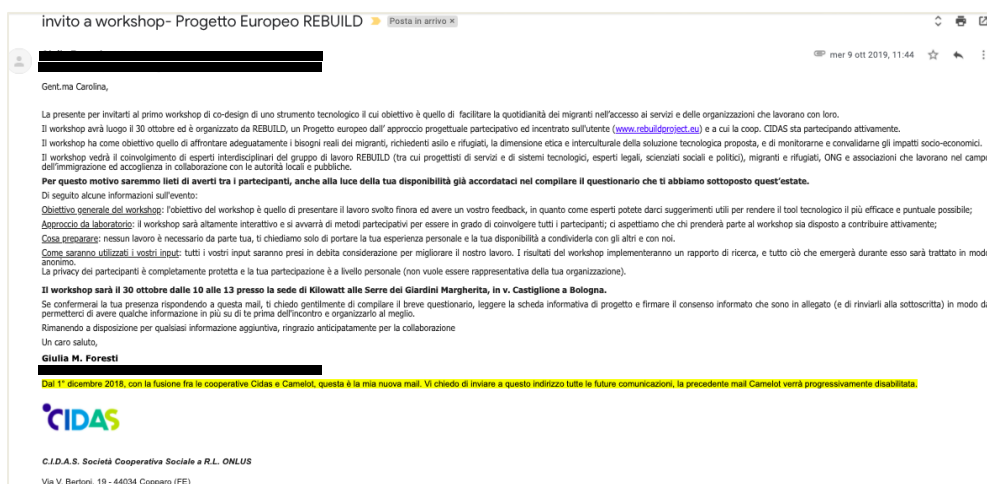 invito a workshop- Progetto Europeo REBUILD
Posta in arrivo ×
mer 9 ott 2019, 11:44
Gent.ma Carolina,
La presente per invitarti al primo workshop di co-design di uno strumento tecnologico il cui obiettivo è quello di facilitare la quotidianità dei migranti nell'accesso ai servizi e delle organizzazioni che lavorano con loro.
Il workshop avrà luogo il 30 ottobre ed è organizzato da REBUILD, un Progetto europeo dall' approccio progettuale partecipativo ed incentrato sull'utente (www.rebuildproject.eu) e a cui la coop. CIDAS sta partecipando attivamente.
Il workshop ha come obiettivo quello di affrontare adeguatamente i bisogni reali dei migranti, richiedenti asilo e rifugiati, la dimensione etica e interculturale della soluzione tecnologica proposta, e di monitorarne e convalidarne gli impatti socio-economici.
Il workshop vedrà il coinvolgimento di esperti interdisciplinari del gruppo di lavoro REBUILD (tra cui progettisti di servizi e di sistemi tecnologici, esperti legali, scienziati sociali e politici), migranti e rifugiati, ONG e associazioni che lavorano nel campo
dell'immigrazione ed accoglienza in collaborazione con le autorità locali e pubbliche.
Per questo motivo saremmo lieti di averti tra i partecipanti, anche alla luce della tua disponibilità già accordataci nel compilare il questionario che ti abbiamo sottoposto quest'estate.
Di seguito alcune informazioni sull'evento:
Obiettivo generale del workshop: l'obiettivo del workshop è quello di presentare il lavoro svolto finora ed avere un vostro feedback, in quanto come esperti potete darci suggerimenti utili per rendere il tool tecnologico il più efficace e puntuale possibile;
Approccio da laboratorio: il workshop sarà altamente interattivo e si avvarrà di metodi partecipativi per essere in grado di coinvolgere tutti i partecipanti; ci aspettiamo che chi prenderà parte al workshop sia disposto a contribuire attivamente;
Cosa preparare: nessun lavoro è necessario da parte tua, ti chiediamo solo di portare la tua esperienza personale e la tua disponibilità a condividerla con gli altri e con noi.
Come saranno utilizzati i vostri input: tutti i vostri input saranno presi in debita considerazione per migliorare il nostro lavoro. I risultati del workshop implementeranno un rapporto di ricerca, e tutto ciò che emergerà durante esso sarà trattato in modo
anonimo.
La privacy dei partecipanti è completamente protetta e la tua partecipazione è a livello personale (non vuole essere rappresentativa della tua organizzazione).
Il workshop sarà il 30 ottobre dalle 10 alle 13 presso la sede di Kilowatt alle Serre dei Giardini Margherita, in v. Castiglione a Bologna.
Se confermerai la tua presenza rispondendo a questa mail, ti chiedo gentilmente di compilare il breve questionario, leggere la scheda informativa di progetto e firmare il consenso informato che sono in allegato (e di rinviarli alla sottoscritta) in modo da
permetterci di avere qualche informazione in più su di te prima dell'incontro e organizzarlo al meglio.
Rimanendo a disposizione per qualsiasi informazione aggiuntiva, ringrazio anticipatamente per la collaborazione
Un caro saluto,
Giulia M. Foresti
Dal 1° dicembre 2018, con la fusione fra le cooperative Cidas e Camelot, questa è la mia nuova mail. Vi chiedo di inviare a questo indirizzo tutte le future comunicazioni, la precedente mail Camelot verrà progressivamente disabilitata.
CIDAS
C.I.D.A.S. Società Cooperativa Sociale a R.L. ONLUS
Via V. Bertoni, 19 - 44034 Copparo (FE)